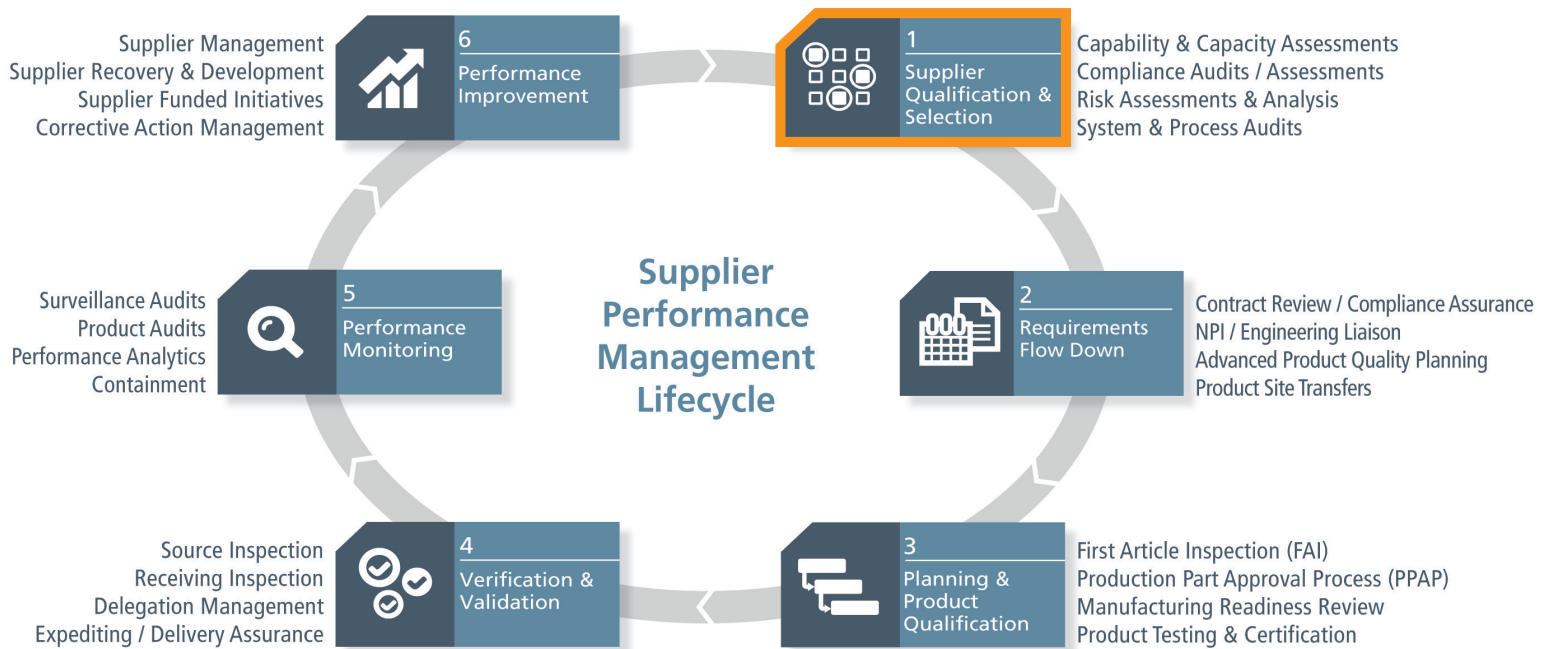 Supplier Performance Management Lifecycle
1
Supplier
Qualification &
Selection
Capability & Capacity Assessments
Compliance Audits / Assessments
Risk Assessments & Analysis
System & Process Audits
2
Requirements
Flow Down
Contract Review / Compliance Assurance
NPI / Engineering Liaison
Advanced Product Quality Planning
Product Site Transfers
3
Planning &
Product
Qualification
First Article Inspection (FAI)
Production Part Approval Process (PPAP)
Manufacturing Readiness Review
Product Testing & Certification
4
Verification &
Validation
Source Inspection
Receiving Inspection
Delegation Management
Expediting / Delivery Assurance
5
Performance
Monitoring
Surveillance Audits
Product Audits
Performance Analytics
Containment
6
Performance
Improvement
Supplier Management
Supplier Recovery & Development
Supplier Funded Initiatives
Corrective Action Management